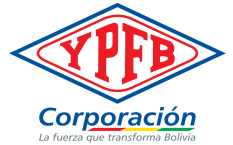 YPFB
Corporación
La fuerza que transforma Bolivia